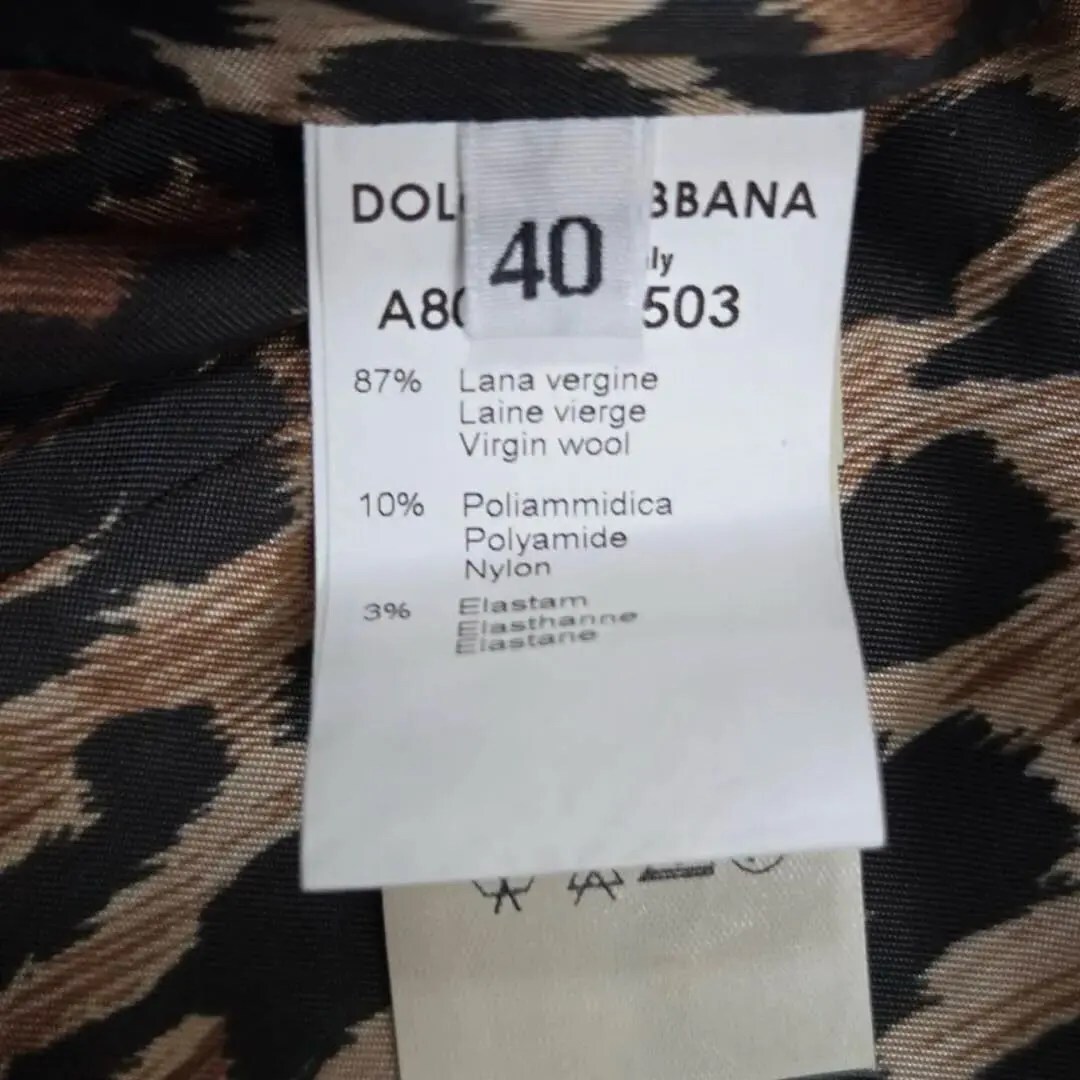 DOL BBANA
40
ly
A80 503
87% Lana vergine
Laine vierge
Virgin wool
10% Poliammidica
Polyamide
Nylon
3% Elastam
Elasthanne
Elastane